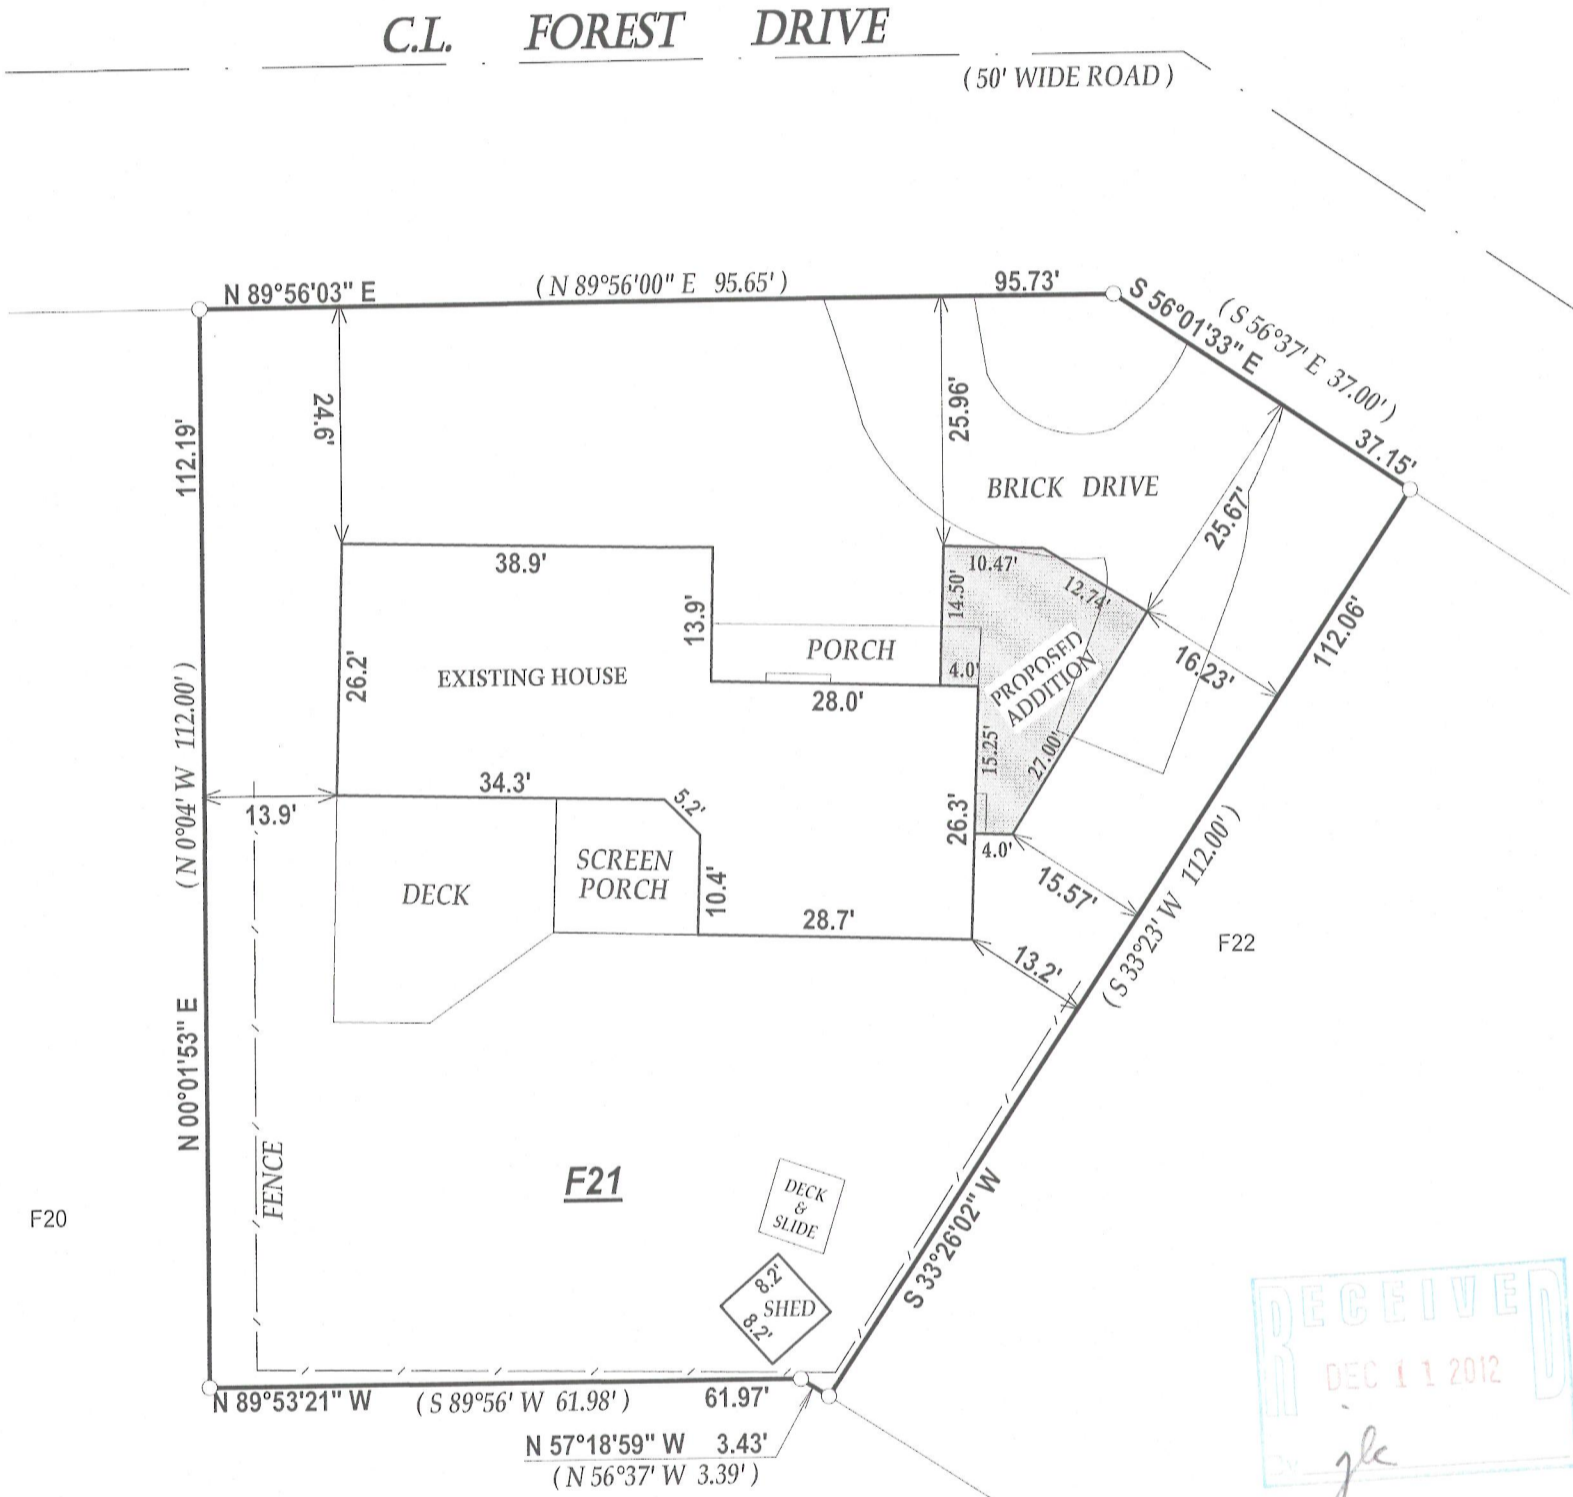 C.L. FOREST DRIVE
( 50' WIDE ROAD )
N 89°56'03" E
( N 89°56'00" E 95.65' )
95.73'
S 56°01'33" E
( S 56°37' E 37.00' )
37.15'
112.19'
24.6'
25.96'
BRICK DRIVE
25.67'
38.9'
13.9'
10.47'
14.50'
12.74'
112.06'
PORCH
4.0'
PROPOSED
ADDITION
16.23'
26.2'
EXISTING HOUSE
28.0'
( N 0°04' W 112.00' )
34.3'
5.2'
15.25'
27.00'
13.9'
26.3'
4.0'
SCREEN
PORCH
DECK
10.4'
28.7'
15.57'
( S 33°23' W 112.00' )
13.2'
F22
N 00°01'53" E
FENCE
F21
DECK
&
SLIDE
S 33°26'02" W
F20
8.2'
SHED
8.2'
N 89°53'21" W
( S 89°56' W 61.98' )
61.97'
N 57°18'59" W 3.43'
( N 56°37' W 3.39' )
RECEIVED
DEC 11 2012
jlc